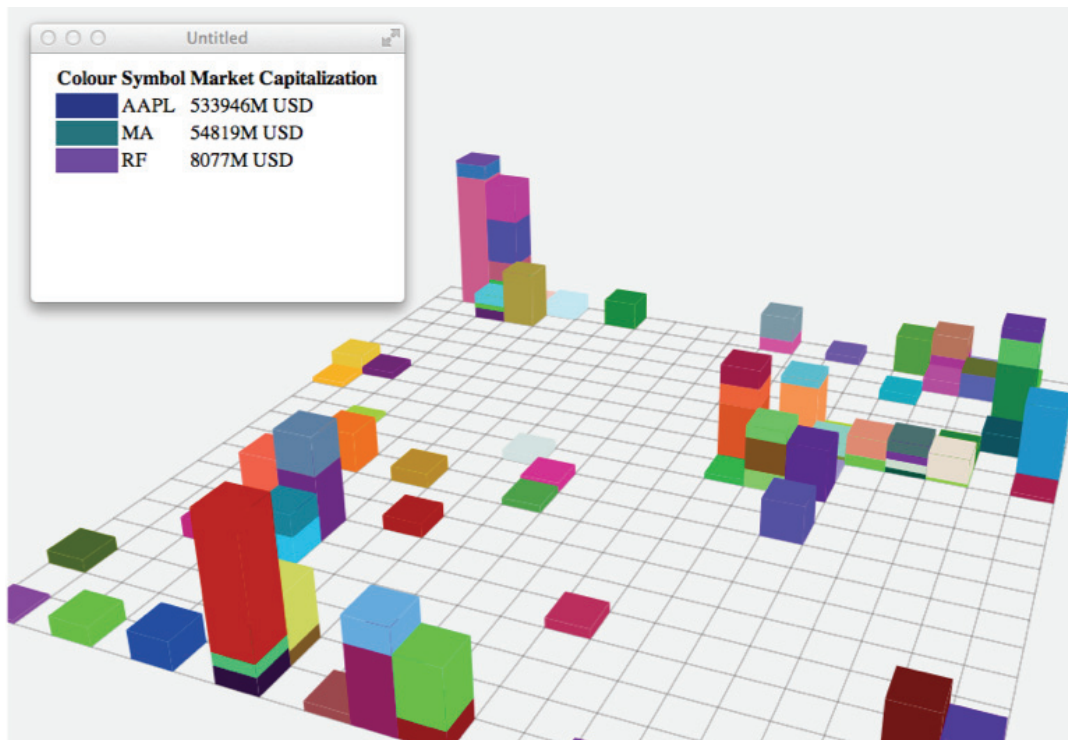 Untitled
Colour Symbol Market Capitalization
AAPL 533946M USD
MA 54819M USD
RF 8077M USD